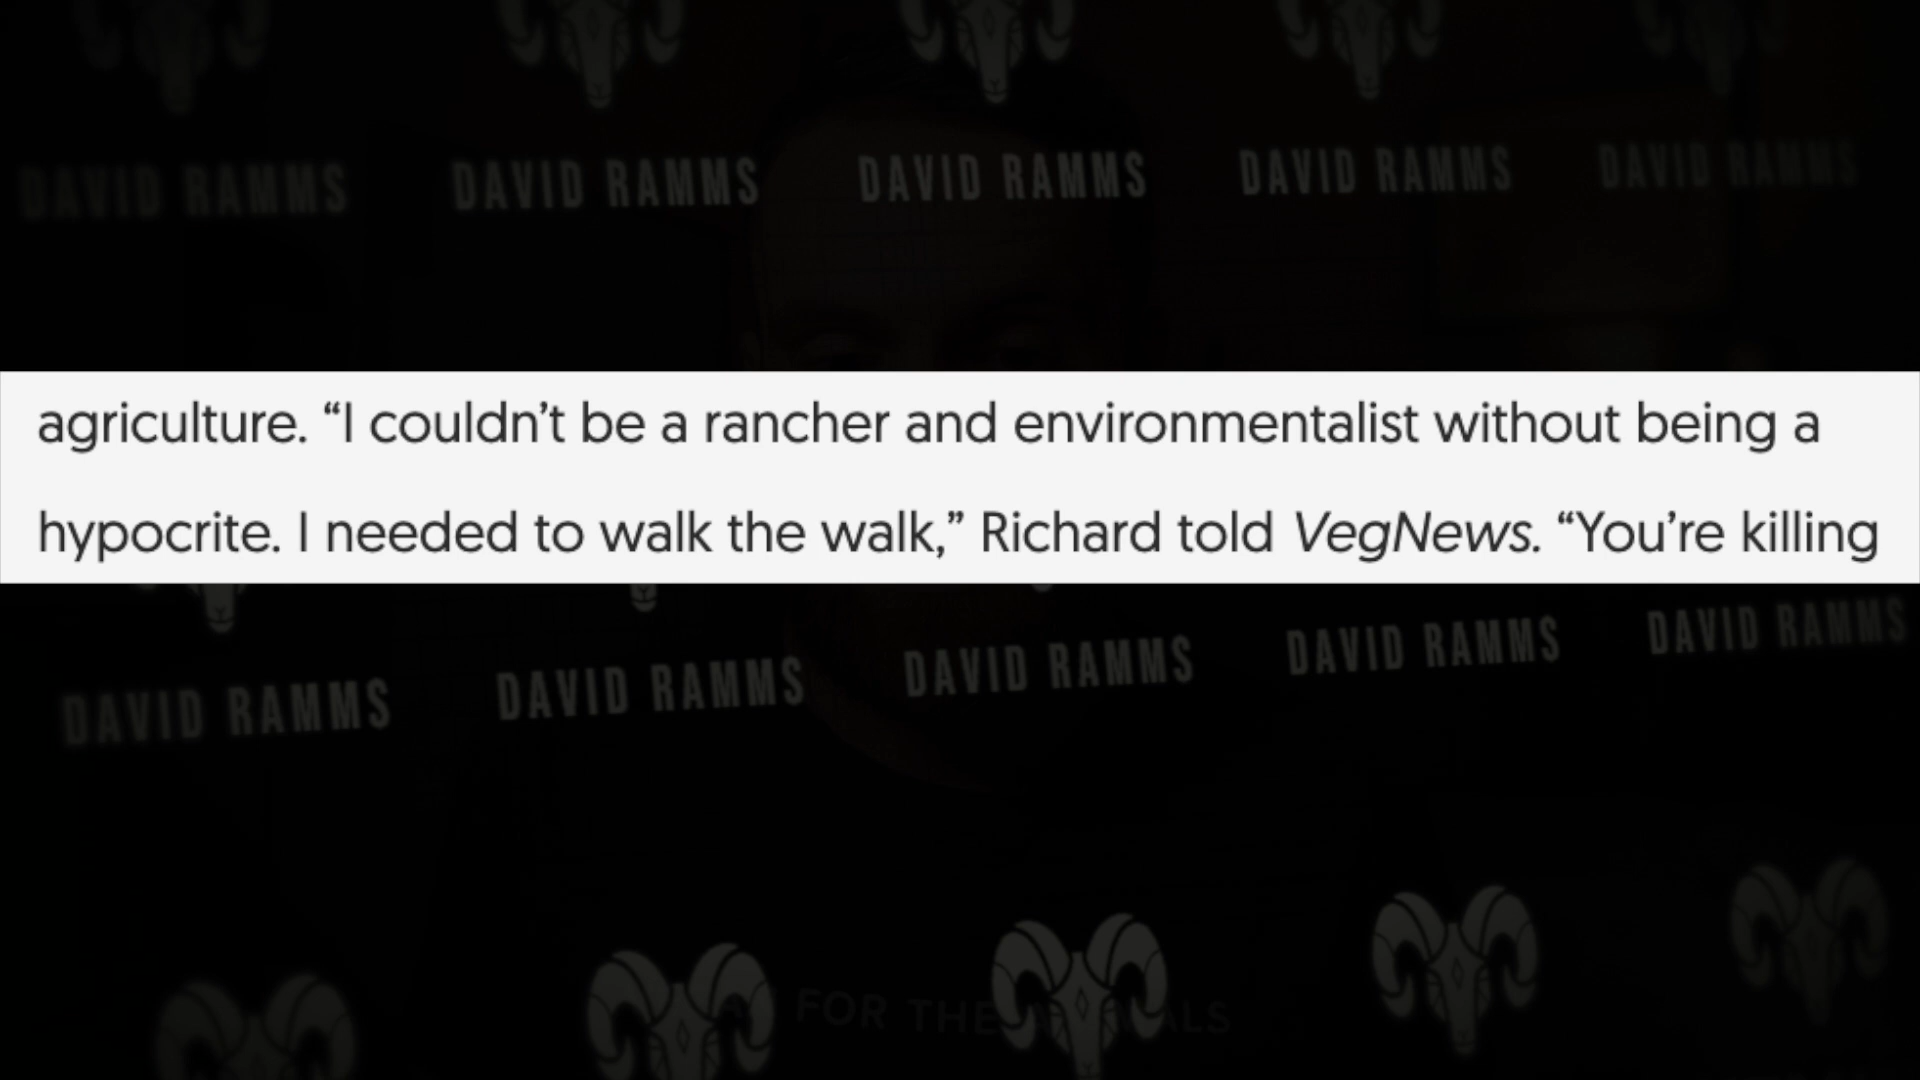 DAVID RAMMS DAVID RAMMS DAVID RAMMS DAVID RAMMS DAVID RAMMS
agriculture. “I couldn’t be a rancher and environmentalist without being a
hypocrite. I needed to walk the walk,” Richard told VegNews. “You’re killing
DAVID RAMMS DAVID RAMMS DAVID RAMMS DAVID RAMMS DAVID RAMMS
FOR THE